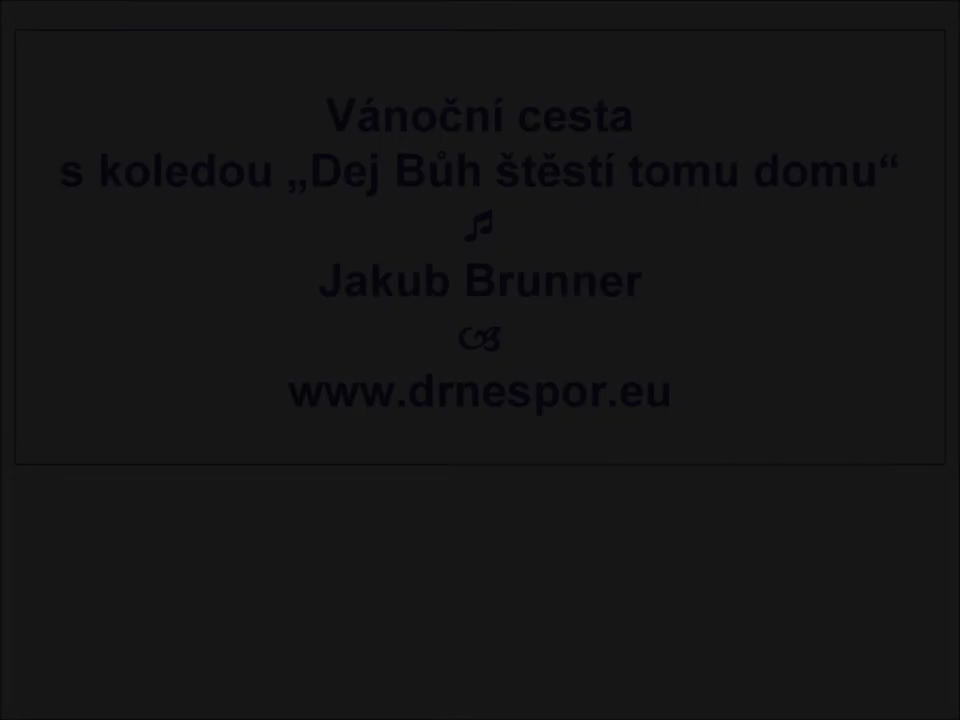 Vánoční cesta
s koledou „Dej Bůh štěstí tomu domu“
♫
Jakub Brunner
🙚
www.drnespor.eu